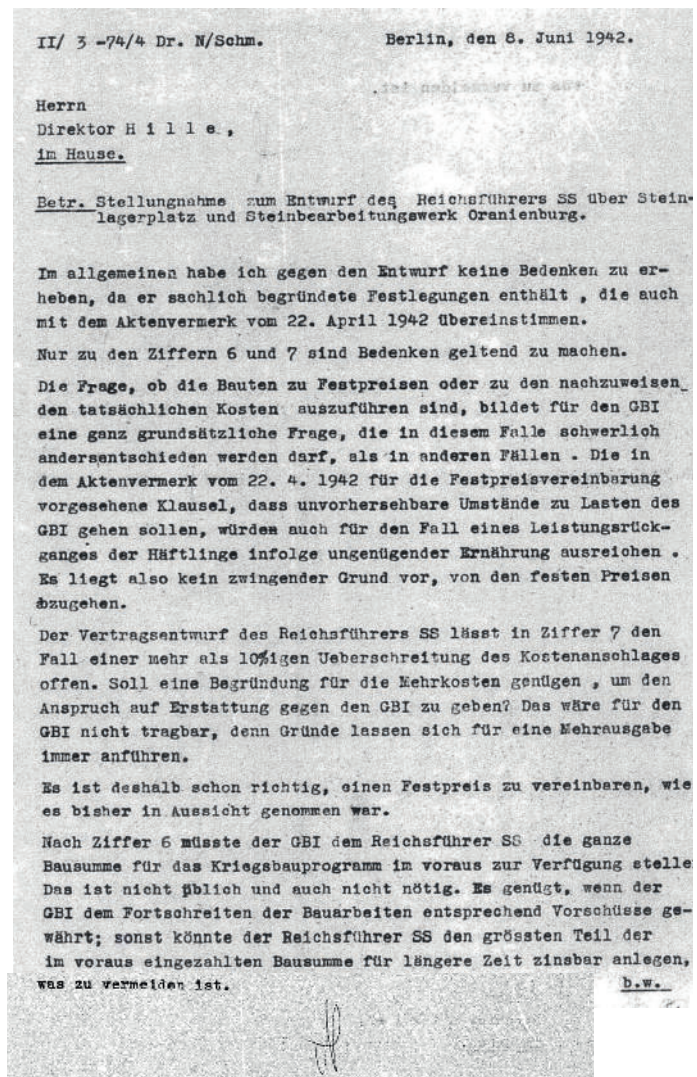 II/ 3 -74/4 Dr. N/Schm. Berlin, den 8. Juni 1942.
Herrn
Direktor H i l l e ,
im Hause.
Betr. Stellungnahme zum Entwurf des Reichsführers SS über Stein-
lagerplatz und Steinbearbeitungswerk Oranienburg.
Im allgemeinen habe ich gegen den Entwurf keine Bedenken zu er-
heben, da er sachlich begründete Festlegungen enthält , die auch
mit dem Aktenvermerk vom 22. April 1942 übereinstimmen.
Nur zu den Ziffern 6 und 7 sind Bedenken geltend zu machen.
Die Frage, ob die Bauten zu Festpreisen oder zu den nachzuweisen_
den tatsächlichen Kosten auszuführen sind, bildet für den GBI
eine ganz grundsätzliche Frage, die in diesem Falle schwerlich
andersentschieden werden darf, als in anderen Fällen . Die in
dem Aktenvermerk vom 22. 4. 1942 für die Festpreisvereinbarung
vorgesehene Klausel, dass unvorhersehbare Umstände zu Lasten des
GBI gehen sollen, würden auch für den Fall eines Leistungsrück-
ganges der Häftlinge infolge ungenügender Ernährung ausreichen .
Es liegt also kein zwingender Grund vor, von den festen Preisen
abzugehen.
Der Vertragsentwurf des Reichsführers SS lässt in Ziffer 7 den
Fall einer mehr als 10%igen Ueberschreitung des Kostenanschlages
offen. Soll eine Begründung für die Mehrkosten genügen , um den
Anspruch auf Erstattung gegen den GBI zu geben? Das wäre für den
GBI nicht tragbar, denn Gründe lassen sich für eine Mehrausgabe
immer anführen.
Es ist deshalb schon richtig, einen Festpreis zu vereinbaren, wie
es bisher in Aussicht genommen war.
Nach Ziffer 6 müsste der GBI dem Reichsführer SS die ganze
Bausumme für das Kriegsbauprogramm im voraus zur Verfügung stelle
Das ist nicht üblich und auch nicht nötig. Es genügt, wenn der
GBI dem Fortschreiten der Bauarbeiten entsprechend Vorschüsse ge-
währt; sonst könnte der Reichsführer SS den grössten Teil der
im voraus eingezahlten Bausumme für längere Zeit zinsbar anlegen,
was zu vermeiden ist. b.w.